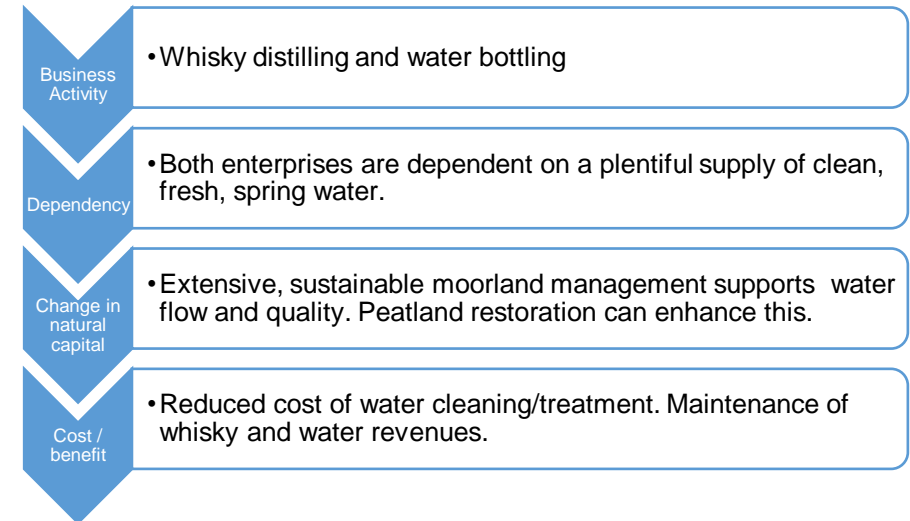 Business
Activity
•Whisky distilling and water bottling
Dependency
•Both enterprises are dependent on a plentiful supply of clean,
fresh, spring water.
Change in
natural
capital
•Extensive, sustainable moorland management supports  water
flow and quality. Peatland restoration can enhance this.
Cost /
benefit
•Reduced cost of water cleaning/treatment. Maintenance of
whisky and water revenues.